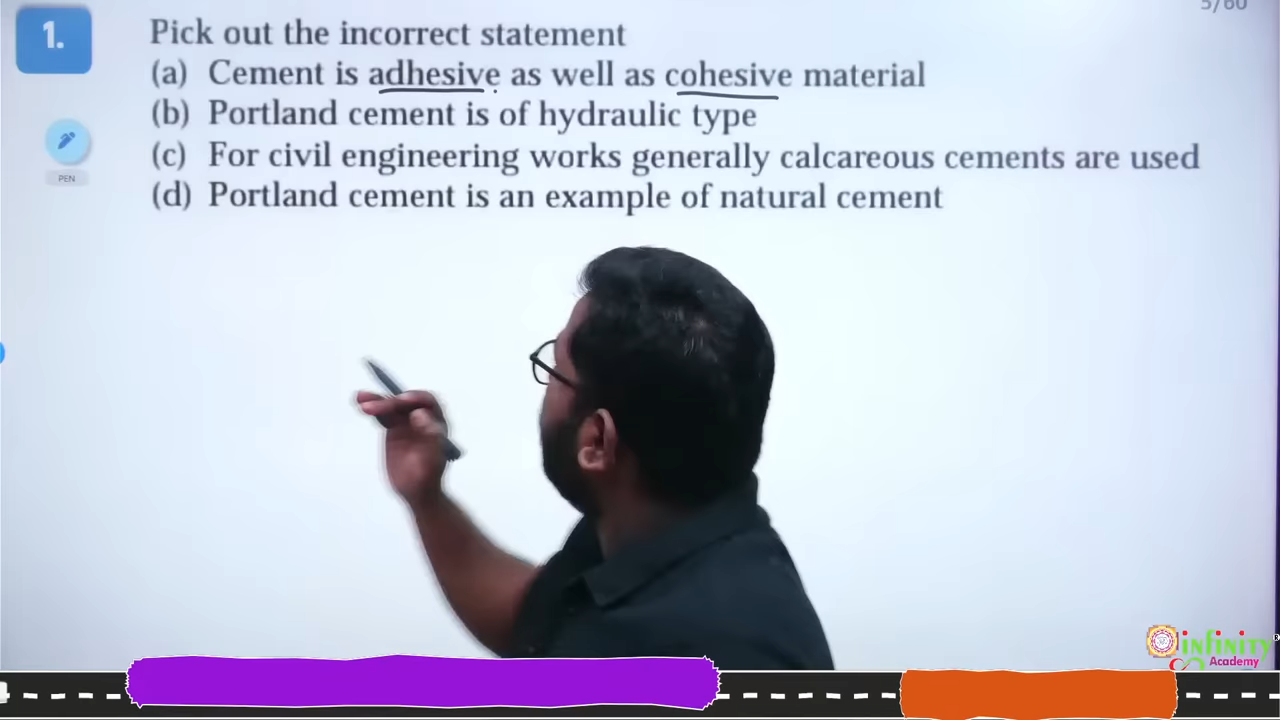 5/60
1.
Pick out the incorrect statement
(a) Cement is adhesive as well as cohesive material
(b) Portland cement is of hydraulic type
PEN
(c) For civil engineering works generally calcareous cements are used
(d) Portland cement is an example of natural cement
infinity
Academy